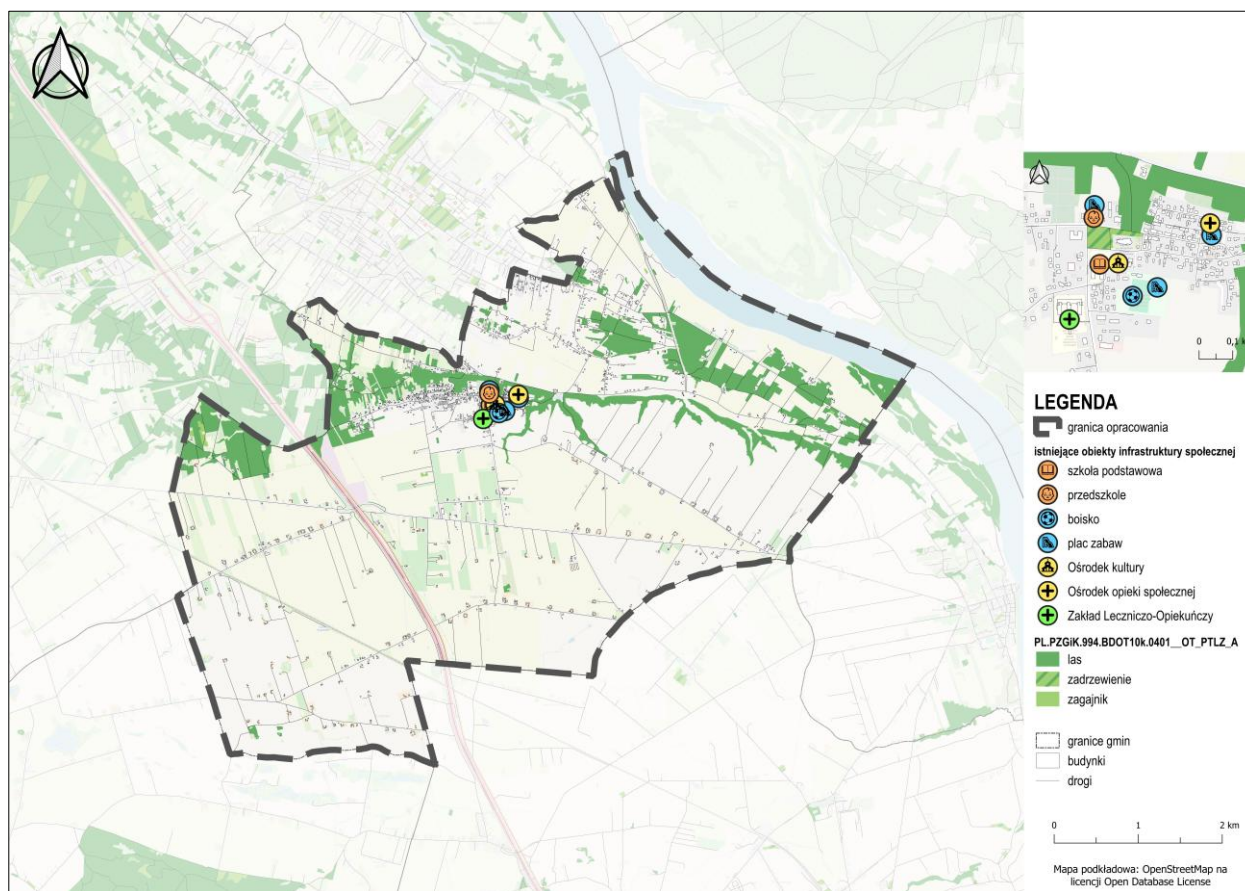 0 0,1 k
LEGENDA
granica opracowania
istniejące obiekty infrastruktury społecznej
szkoła podstawowa
przedszkole
boisko
plac zabaw
Ośrodek kultury
Ośrodek opieki społecznej
Zakład Leczniczo-Opiekuńczy
PL.PZGiK.994.BDOT10k.0401__OT_PTLZ_A
las
zadrzewienie
zagajnik
granice gmin
budynki
drogi
0 1 2 km
Mapa podkładowa: OpenStreetMap na
licencji Open Database License